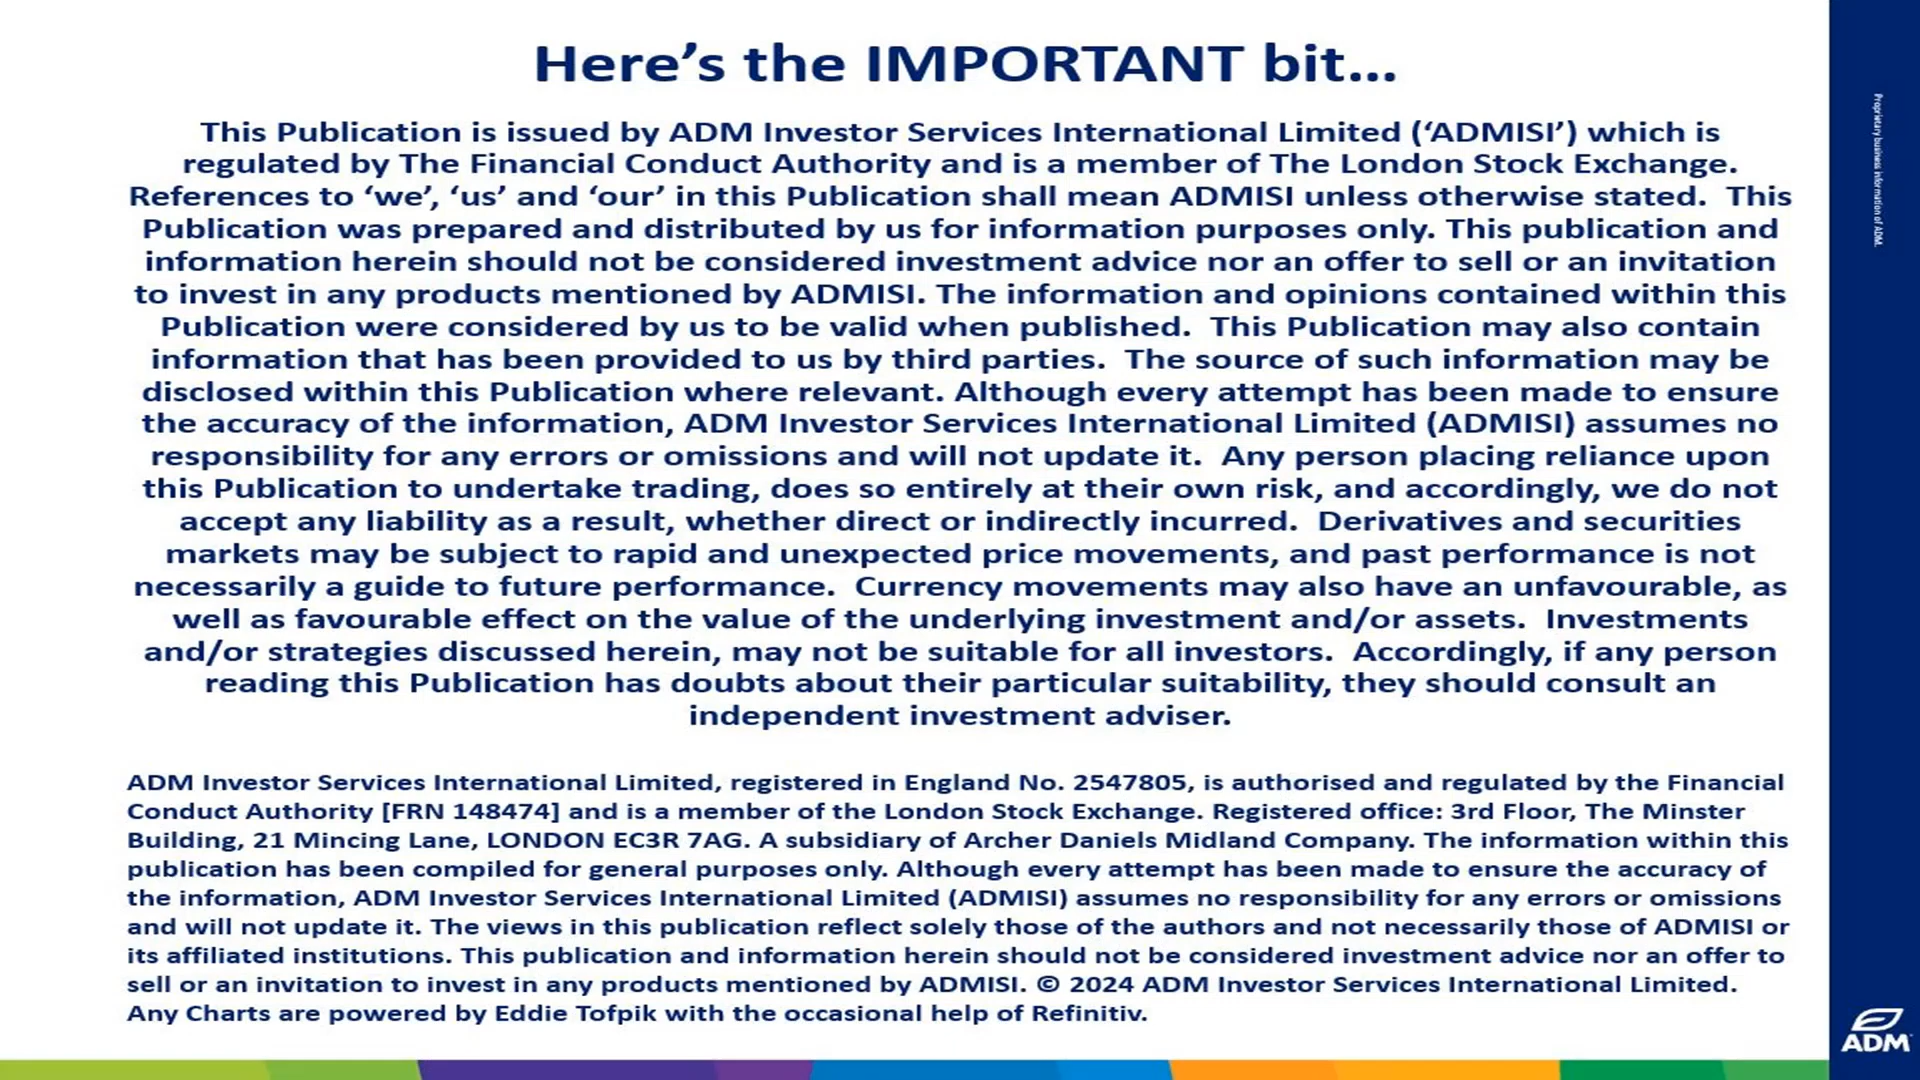 Here’s the IMPORTANT bit...
This Publication is issued by ADM Investor Services International Limited (‘ADMISI’) which is
regulated by The Financial Conduct Authority and is a member of The London Stock Exchange.
References to ‘we’, ‘us’ and ‘our’ in this Publication shall mean ADMISI unless otherwise stated.  This
Publication was prepared and distributed by us for information purposes only. This publication and
information herein should not be considered investment advice nor an offer to sell or an invitation
to invest in any products mentioned by ADMISI. The information and opinions contained within this
Publication were considered by us to be valid when published.  This Publication may also contain
information that has been provided to us by third parties.  The source of such information may be
disclosed within this Publication where relevant. Although every attempt has been made to ensure
the accuracy of the information, ADM Investor Services International Limited (ADMISI) assumes no
responsibility for any errors or omissions and will not update it.  Any person placing reliance upon
this Publication to undertake trading, does so entirely at their own risk, and accordingly, we do not
accept any liability as a result, whether direct or indirectly incurred.  Derivatives and securities
markets may be subject to rapid and unexpected price movements, and past performance is not
necessarily a guide to future performance.  Currency movements may also have an unfavourable, as
well as favourable effect on the value of the underlying investment and/or assets.  Investments
and/or strategies discussed herein, may not be suitable for all investors.  Accordingly, if any person
reading this Publication has doubts about their particular suitability, they should consult an
independent investment adviser.
ADM Investor Services International Limited, registered in England No. 2547805, is authorised and regulated by the Financial
Conduct Authority [FRN 148474] and is a member of the London Stock Exchange. Registered office: 3rd Floor, The Minster
Building, 21 Mincing Lane, LONDON EC3R 7AG. A subsidiary of Archer Daniels Midland Company. The information within this
publication has been compiled for general purposes only. Although every attempt has been made to ensure the accuracy of
the information, ADM Investor Services International Limited (ADMISI) assumes no responsibility for any errors or omissions
and will not update it. The views in this publication reflect solely those of the authors and not necessarily those of ADMISI or
its affiliated institutions. This publication and information herein should not be considered investment advice nor an offer to
sell or an invitation to invest in any products mentioned by ADMISI. © 2024 ADM Investor Services International Limited.
Any Charts are powered by Eddie Tofpik with the occasional help of Refinitiv.
Proprietary business information of ADM.
ADM